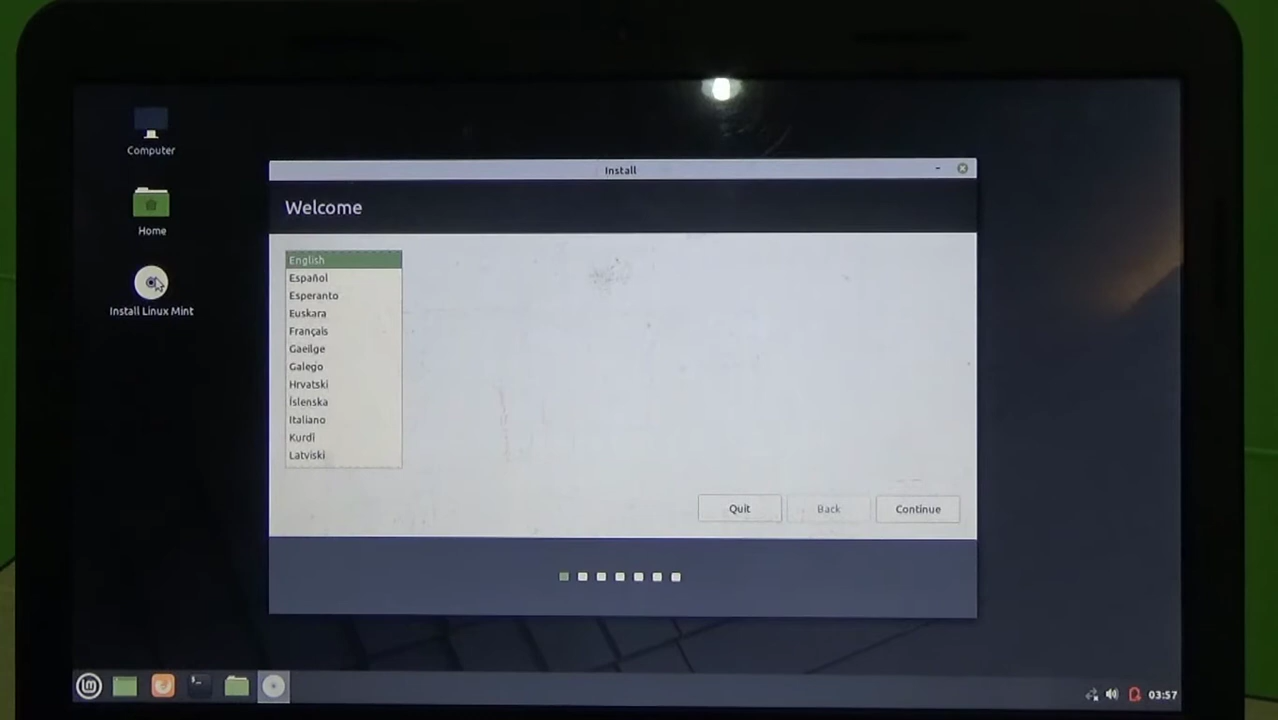 Computer
Home
Install Linux Mint
Install
Welcome
English
Español
Esperanto
Euskara
Français
Gaeilge
Galego
Hrvatski
Íslenska
Italiano
Kurdî
Latviski
Quit
Back
Continue
03:57